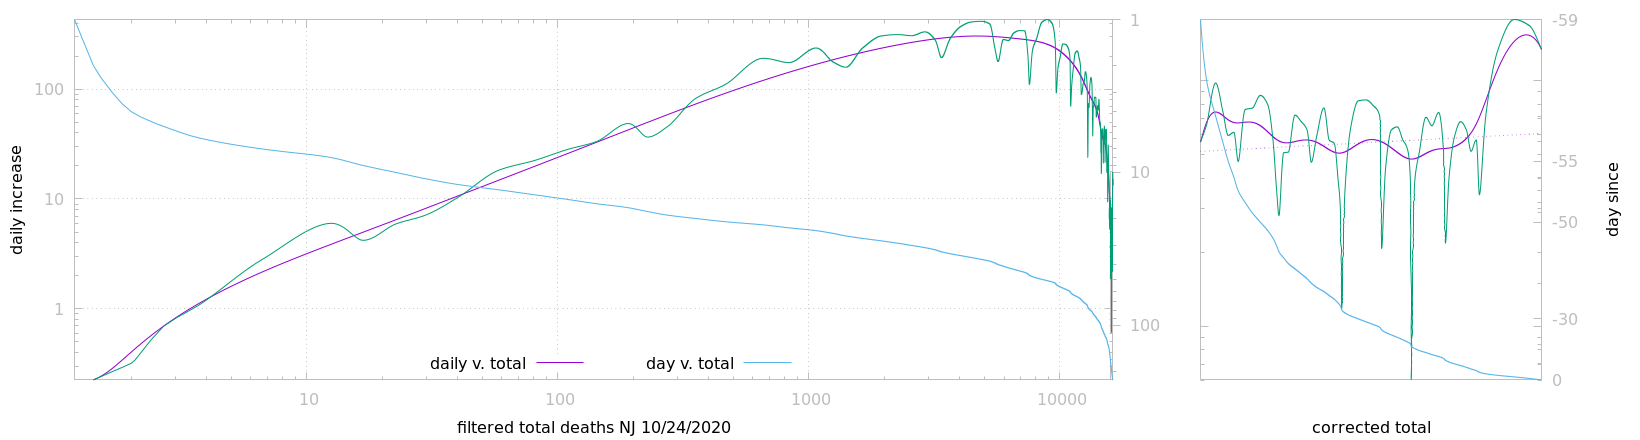 daily increase
100
10
1
10
100
1000
10000
1
10
100
daily v. total
day v. total
filtered total deaths NJ 10/24/2020
-59
-55
-50
-30
0
day since
corrected total